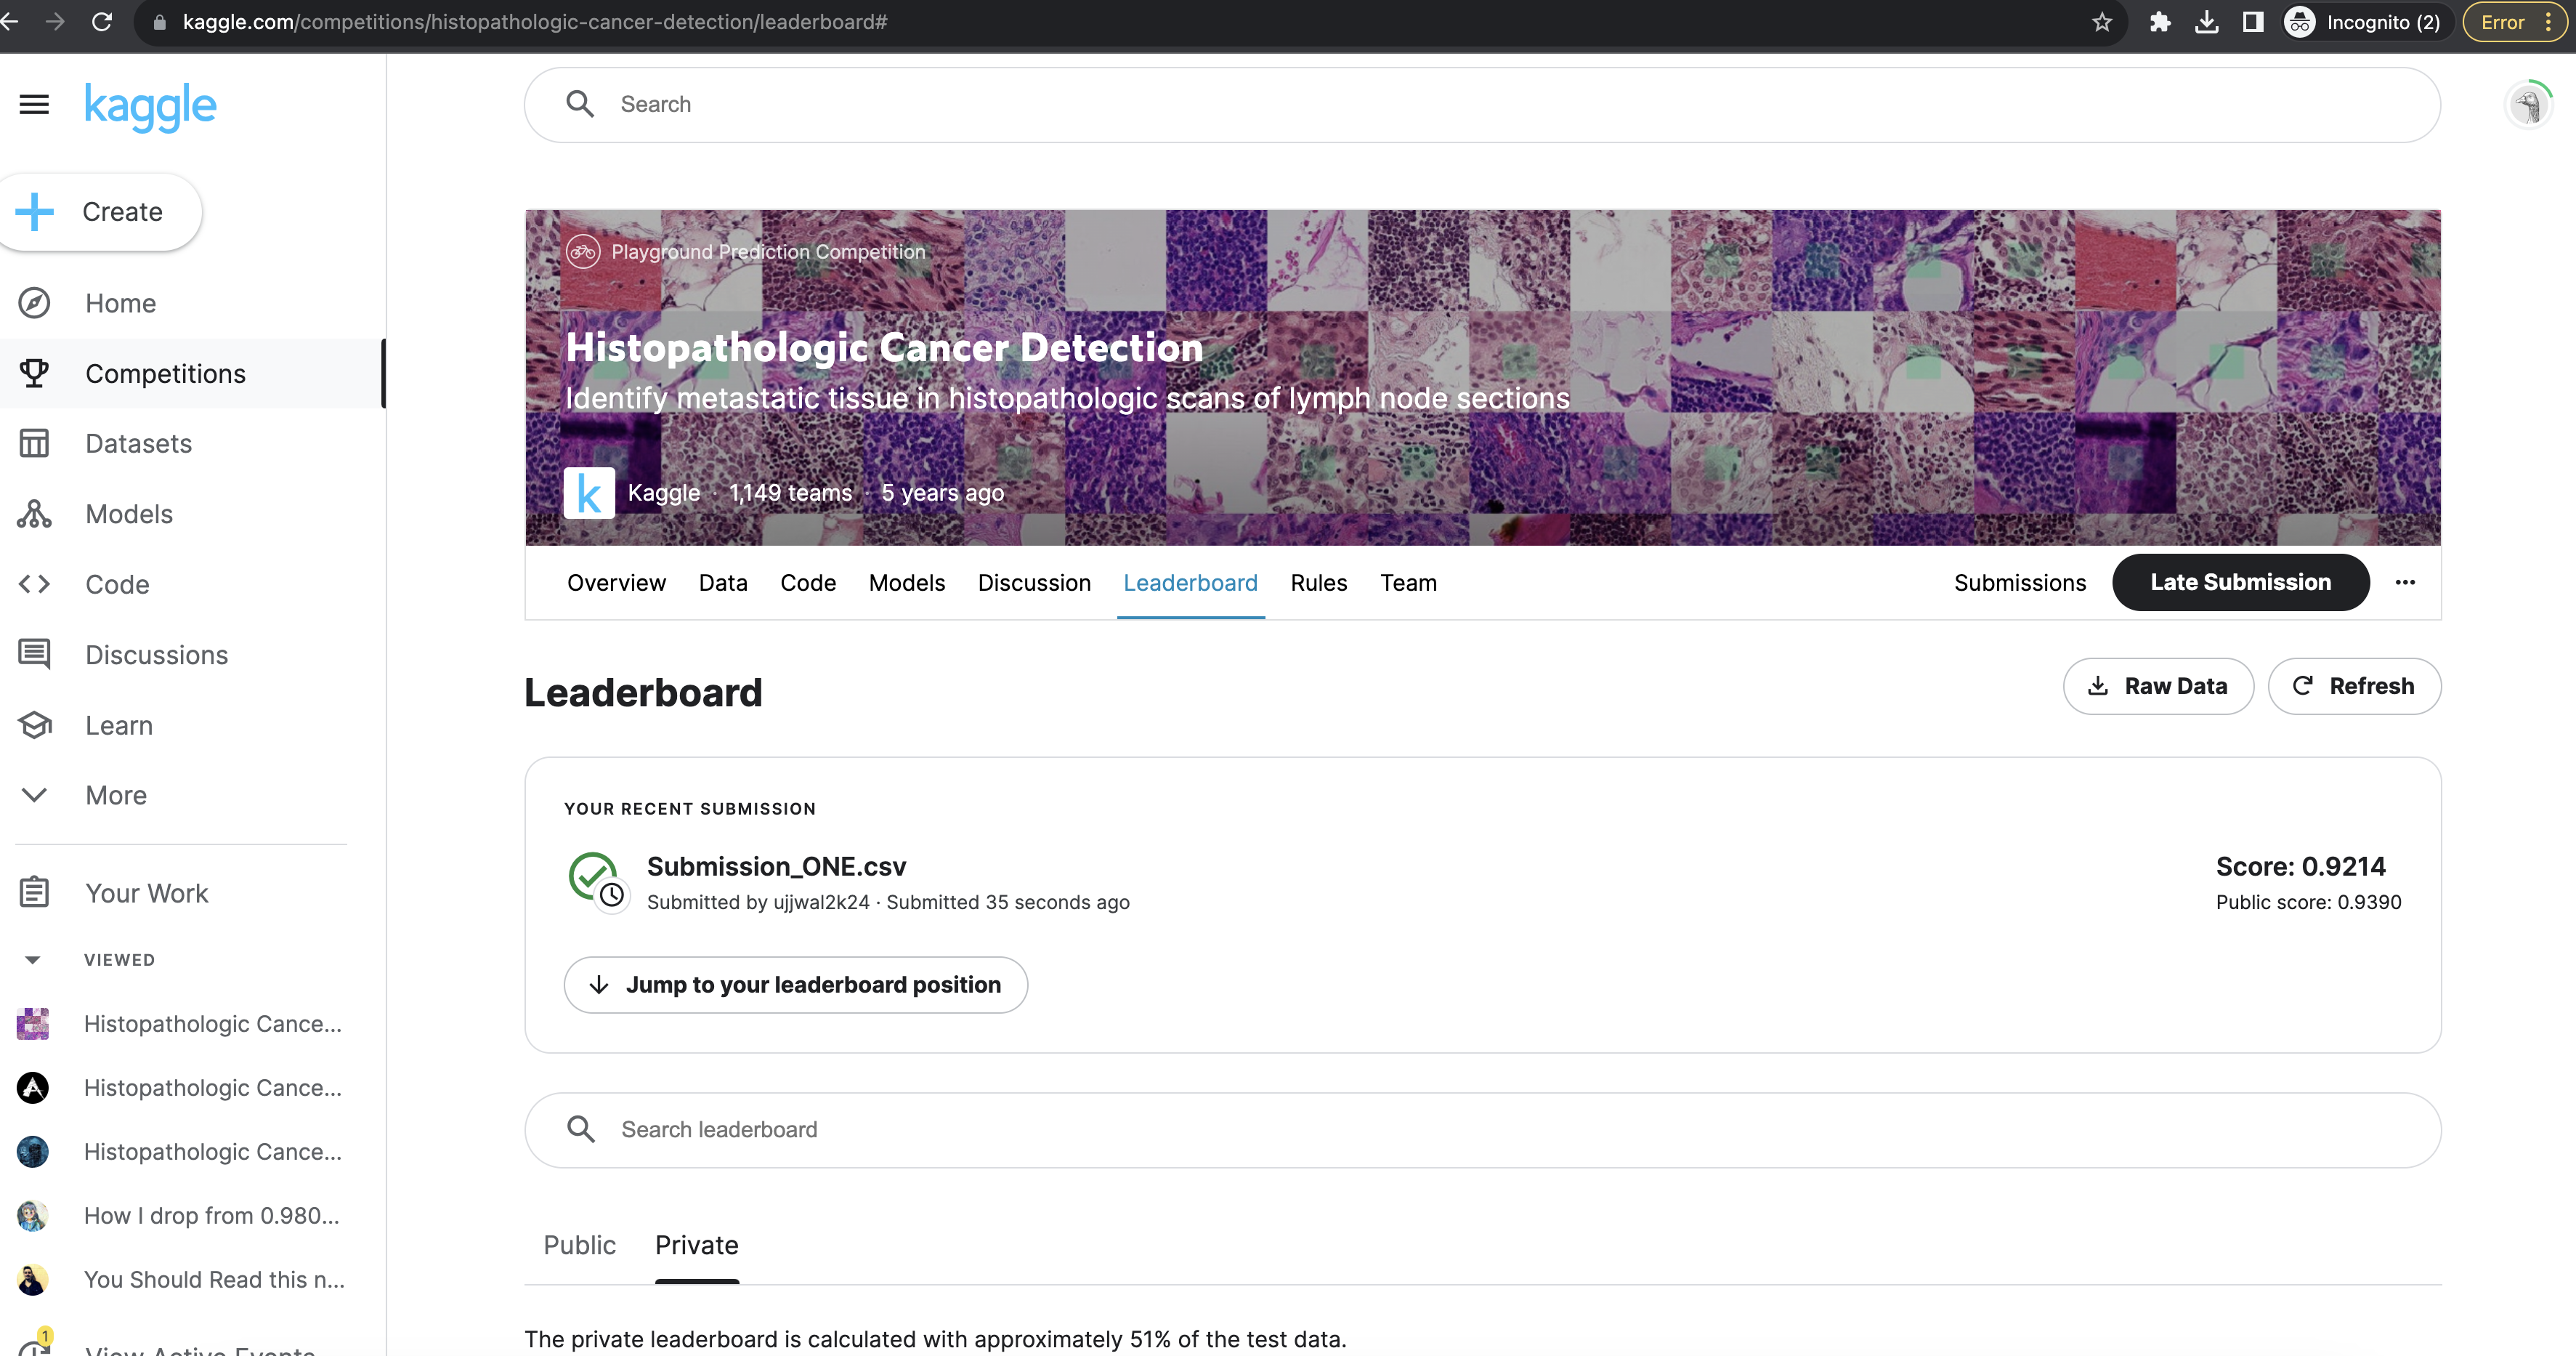 kaggle.com/competitions/histopathologic-cancer-detection/leaderboard#
Incognito (2)
Error
kaggle
Search
Create
Home
Competitions
Datasets
Models
Code
Discussions
Learn
More
Your Work
VIEWED
Histopathologic Cance...
Histopathologic Cance...
Histopathologic Cance...
How I drop from 0.980...
You Should Read this n...
1
View Active Events
Playground Prediction Competition
Histopathologic Cancer Detection
Identify metastatic tissue in histopathologic scans of lymph node sections
k
Kaggle · 1,149 teams · 5 years ago
Overview Data Code Models Discussion Leaderboard Rules Team Submissions Late Submission
Leaderboard
Raw Data
Refresh
YOUR RECENT SUBMISSION
Submission_ONE.csv
Submitted by ujjwal2k24 · Submitted 35 seconds ago
Score: 0.9214
Public score: 0.9390
Jump to your leaderboard position
Search leaderboard
Public Private
The private leaderboard is calculated with approximately 51% of the test data.